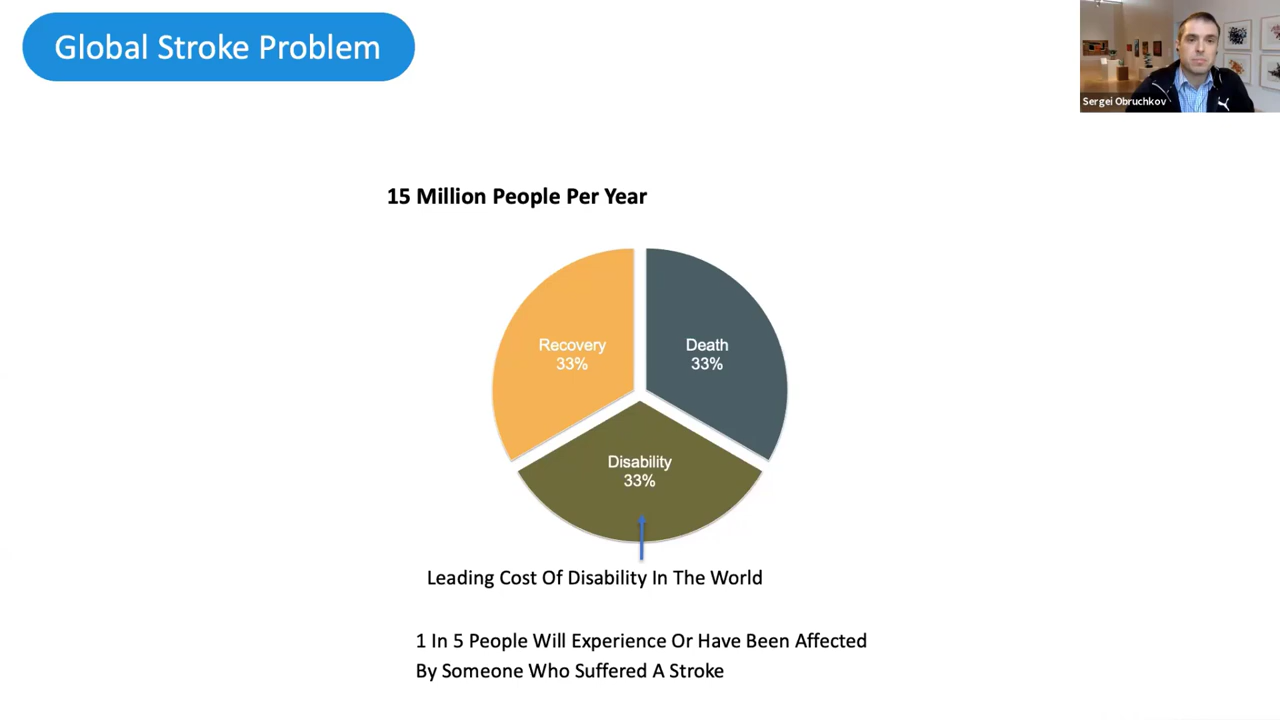 Global Stroke Problem
Sergei Obruchkov
15 Million People Per Year
Recovery
33%
Death
33%
Disability
33%
Leading Cost Of Disability In The World
1 In 5 People Will Experience Or Have Been Affected
By Someone Who Suffered A Stroke